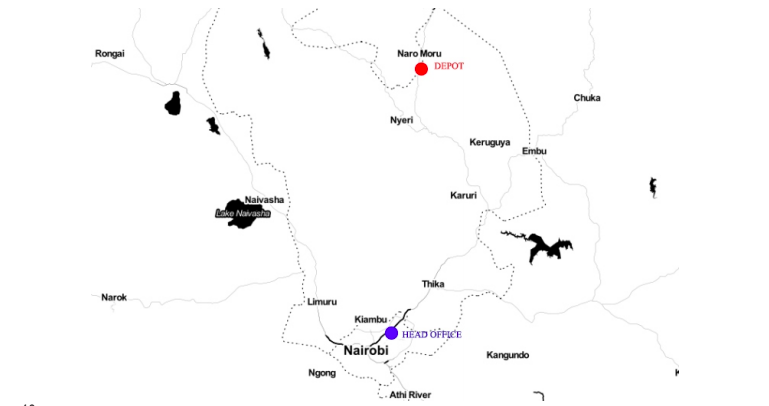 Rongai
Naro Moru
DEPOT
Chuka
Nyeri
Keruguya
Embu
Karuri
Naivasha
Lake Naivasha
Thika
Narok
Limuru
Kiambu
HEAD OFFICE
Nairobi
Kangundo
Ngong
Athi River